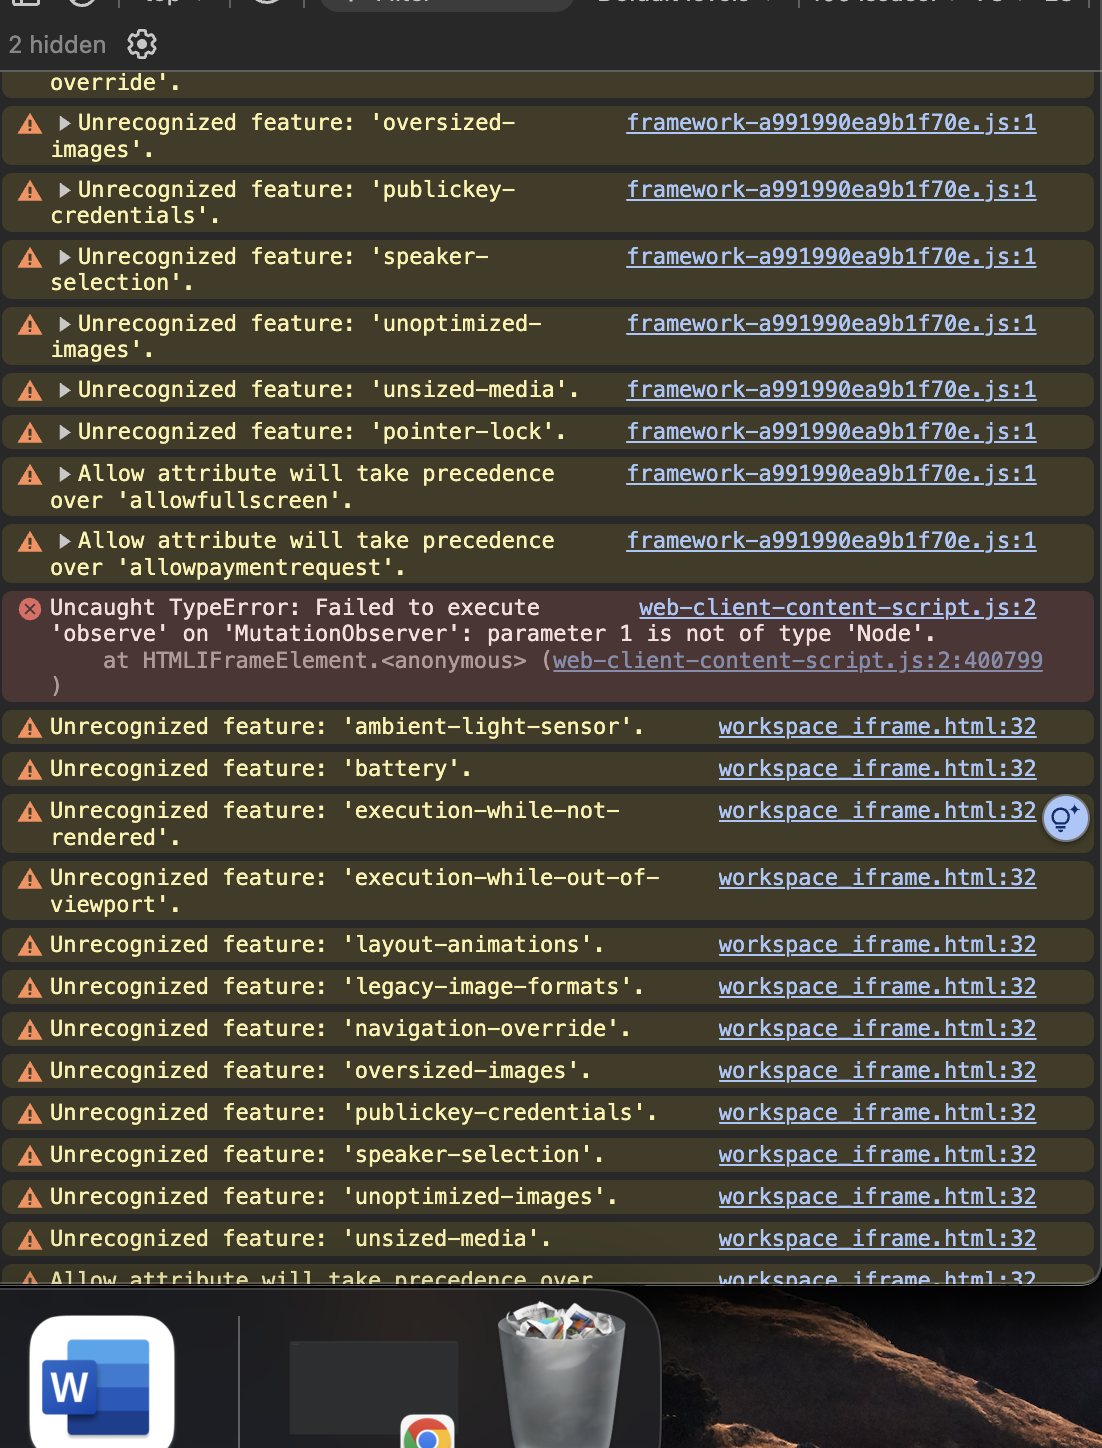 2 hidden
override'.
Unrecognized feature: 'oversized- framework-a991990ea9b1f70e.js:1
images'.
Unrecognized feature: 'publickey- framework-a991990ea9b1f70e.js:1
credentials'.
Unrecognized feature: 'speaker- framework-a991990ea9b1f70e.js:1
selection'.
Unrecognized feature: 'unoptimized- framework-a991990ea9b1f70e.js:1
images'.
Unrecognized feature: 'unsized-media'. framework-a991990ea9b1f70e.js:1
Unrecognized feature: 'pointer-lock'. framework-a991990ea9b1f70e.js:1
Allow attribute will take precedence framework-a991990ea9b1f70e.js:1
over 'allowfullscreen'.
Allow attribute will take precedence framework-a991990ea9b1f70e.js:1
over 'allowpaymentrequest'.
Uncaught TypeError: Failed to execute web-client-content-script.js:2
'observe' on 'MutationObserver': parameter 1 is not of type 'Node'.
at HTMLIFrameElement.<anonymous> (web-client-content-script.js:2:400799
)
Unrecognized feature: 'ambient-light-sensor'. workspace_iframe.html:32
Unrecognized feature: 'battery'. workspace_iframe.html:32
Unrecognized feature: 'execution-while-not- workspace_iframe.html:32
rendered'.
Unrecognized feature: 'execution-while-out-of- workspace_iframe.html:32
viewport'.
Unrecognized feature: 'layout-animations'. workspace_iframe.html:32
Unrecognized feature: 'legacy-image-formats'. workspace_iframe.html:32
Unrecognized feature: 'navigation-override'. workspace_iframe.html:32
Unrecognized feature: 'oversized-images'. workspace_iframe.html:32
Unrecognized feature: 'publickey-credentials'. workspace_iframe.html:32
Unrecognized feature: 'speaker-selection'. workspace_iframe.html:32
Unrecognized feature: 'unoptimized-images'. workspace_iframe.html:32
Unrecognized feature: 'unsized-media'. workspace_iframe.html:32
Allow attribute will take precedence over workspace_iframe.html:32
W